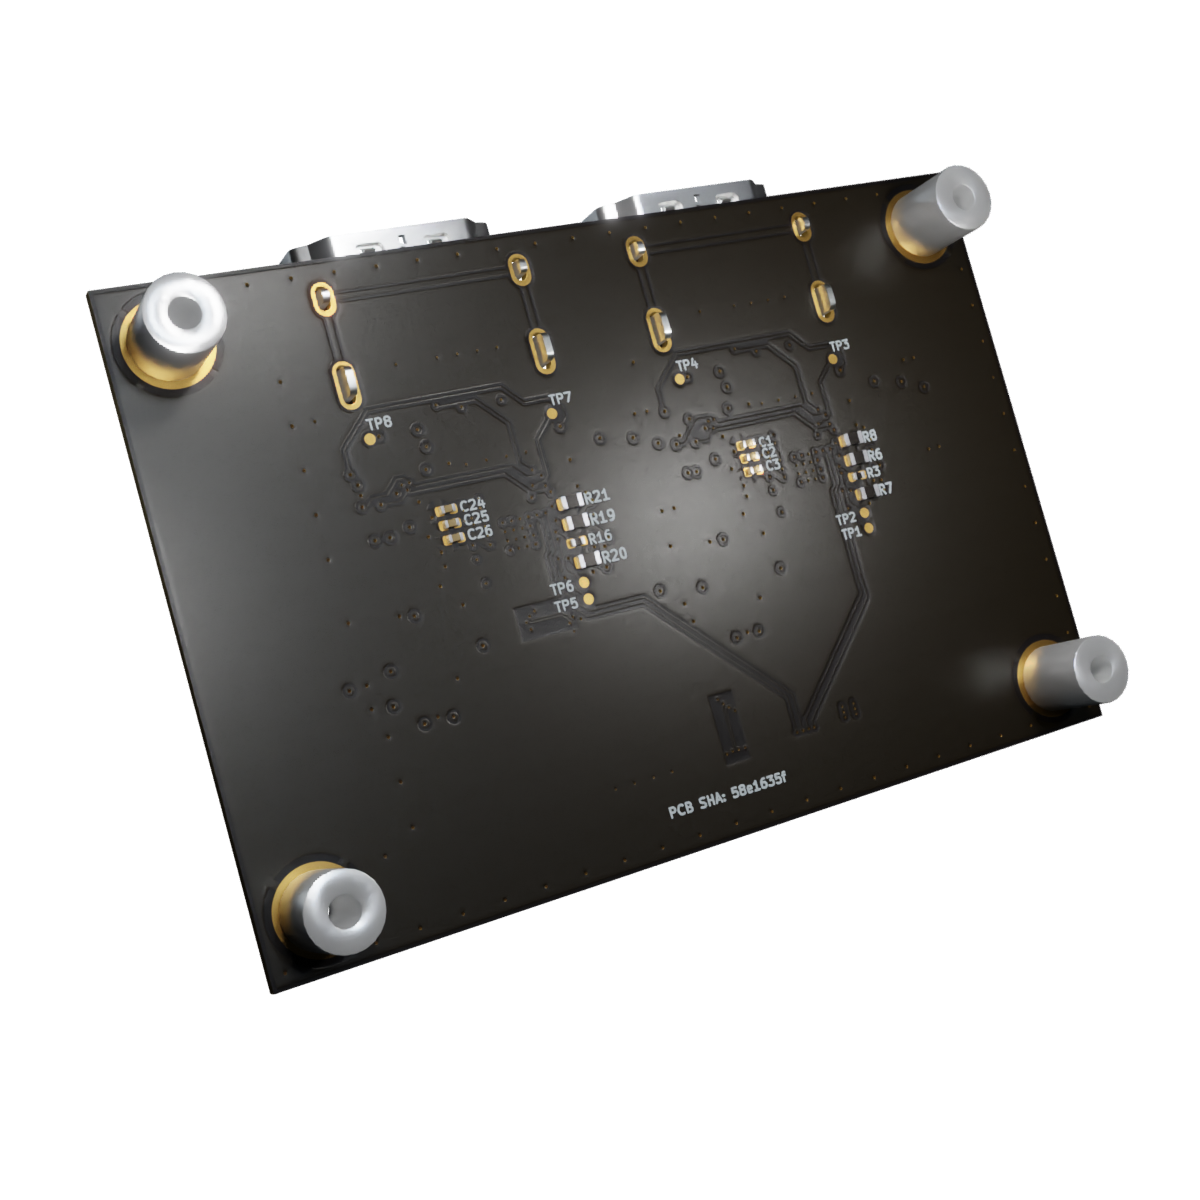 TP3
TP4
TP7
TP8
C1
C2
C3
R8
R6
R3
R7
TP2
TP1
C24
C25
C26
R21
R19
R16
R20
TP6
TP5
PCB SHA: 58e1635f